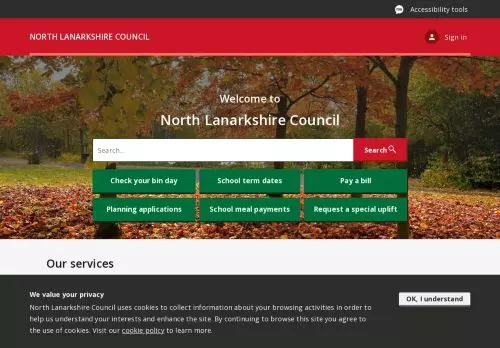 Accessibility tools
NORTH LANARKSHIRE COUNCIL
Sign in
Welcome to
North Lanarkshire Council
Search...
Search
Check your bin day
School term dates
Pay a bill
Planning applications
School meal payments
Request a special uplift
Our services
We value your privacy
North Lanarkshire Council uses cookies to collect information about your browsing activities in order to
help us understand your interests and enhance the site. By continuing to browse this site you agree to
the use of cookies. Visit our cookie policy to learn more.
OK, I understand